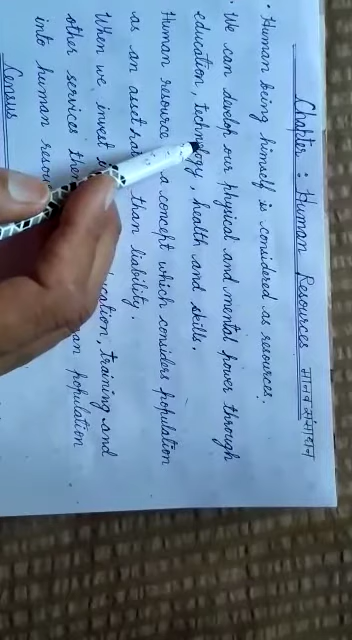 Chapter : Human Resources मानव संसाधन
• Human being himself is considered as resources.
• We can develop our physical and mental power through
education, technology, health and skills.
Human resource is a concept which considers population
as an asset than liability.
When we invest training and
other services population
into human
Census